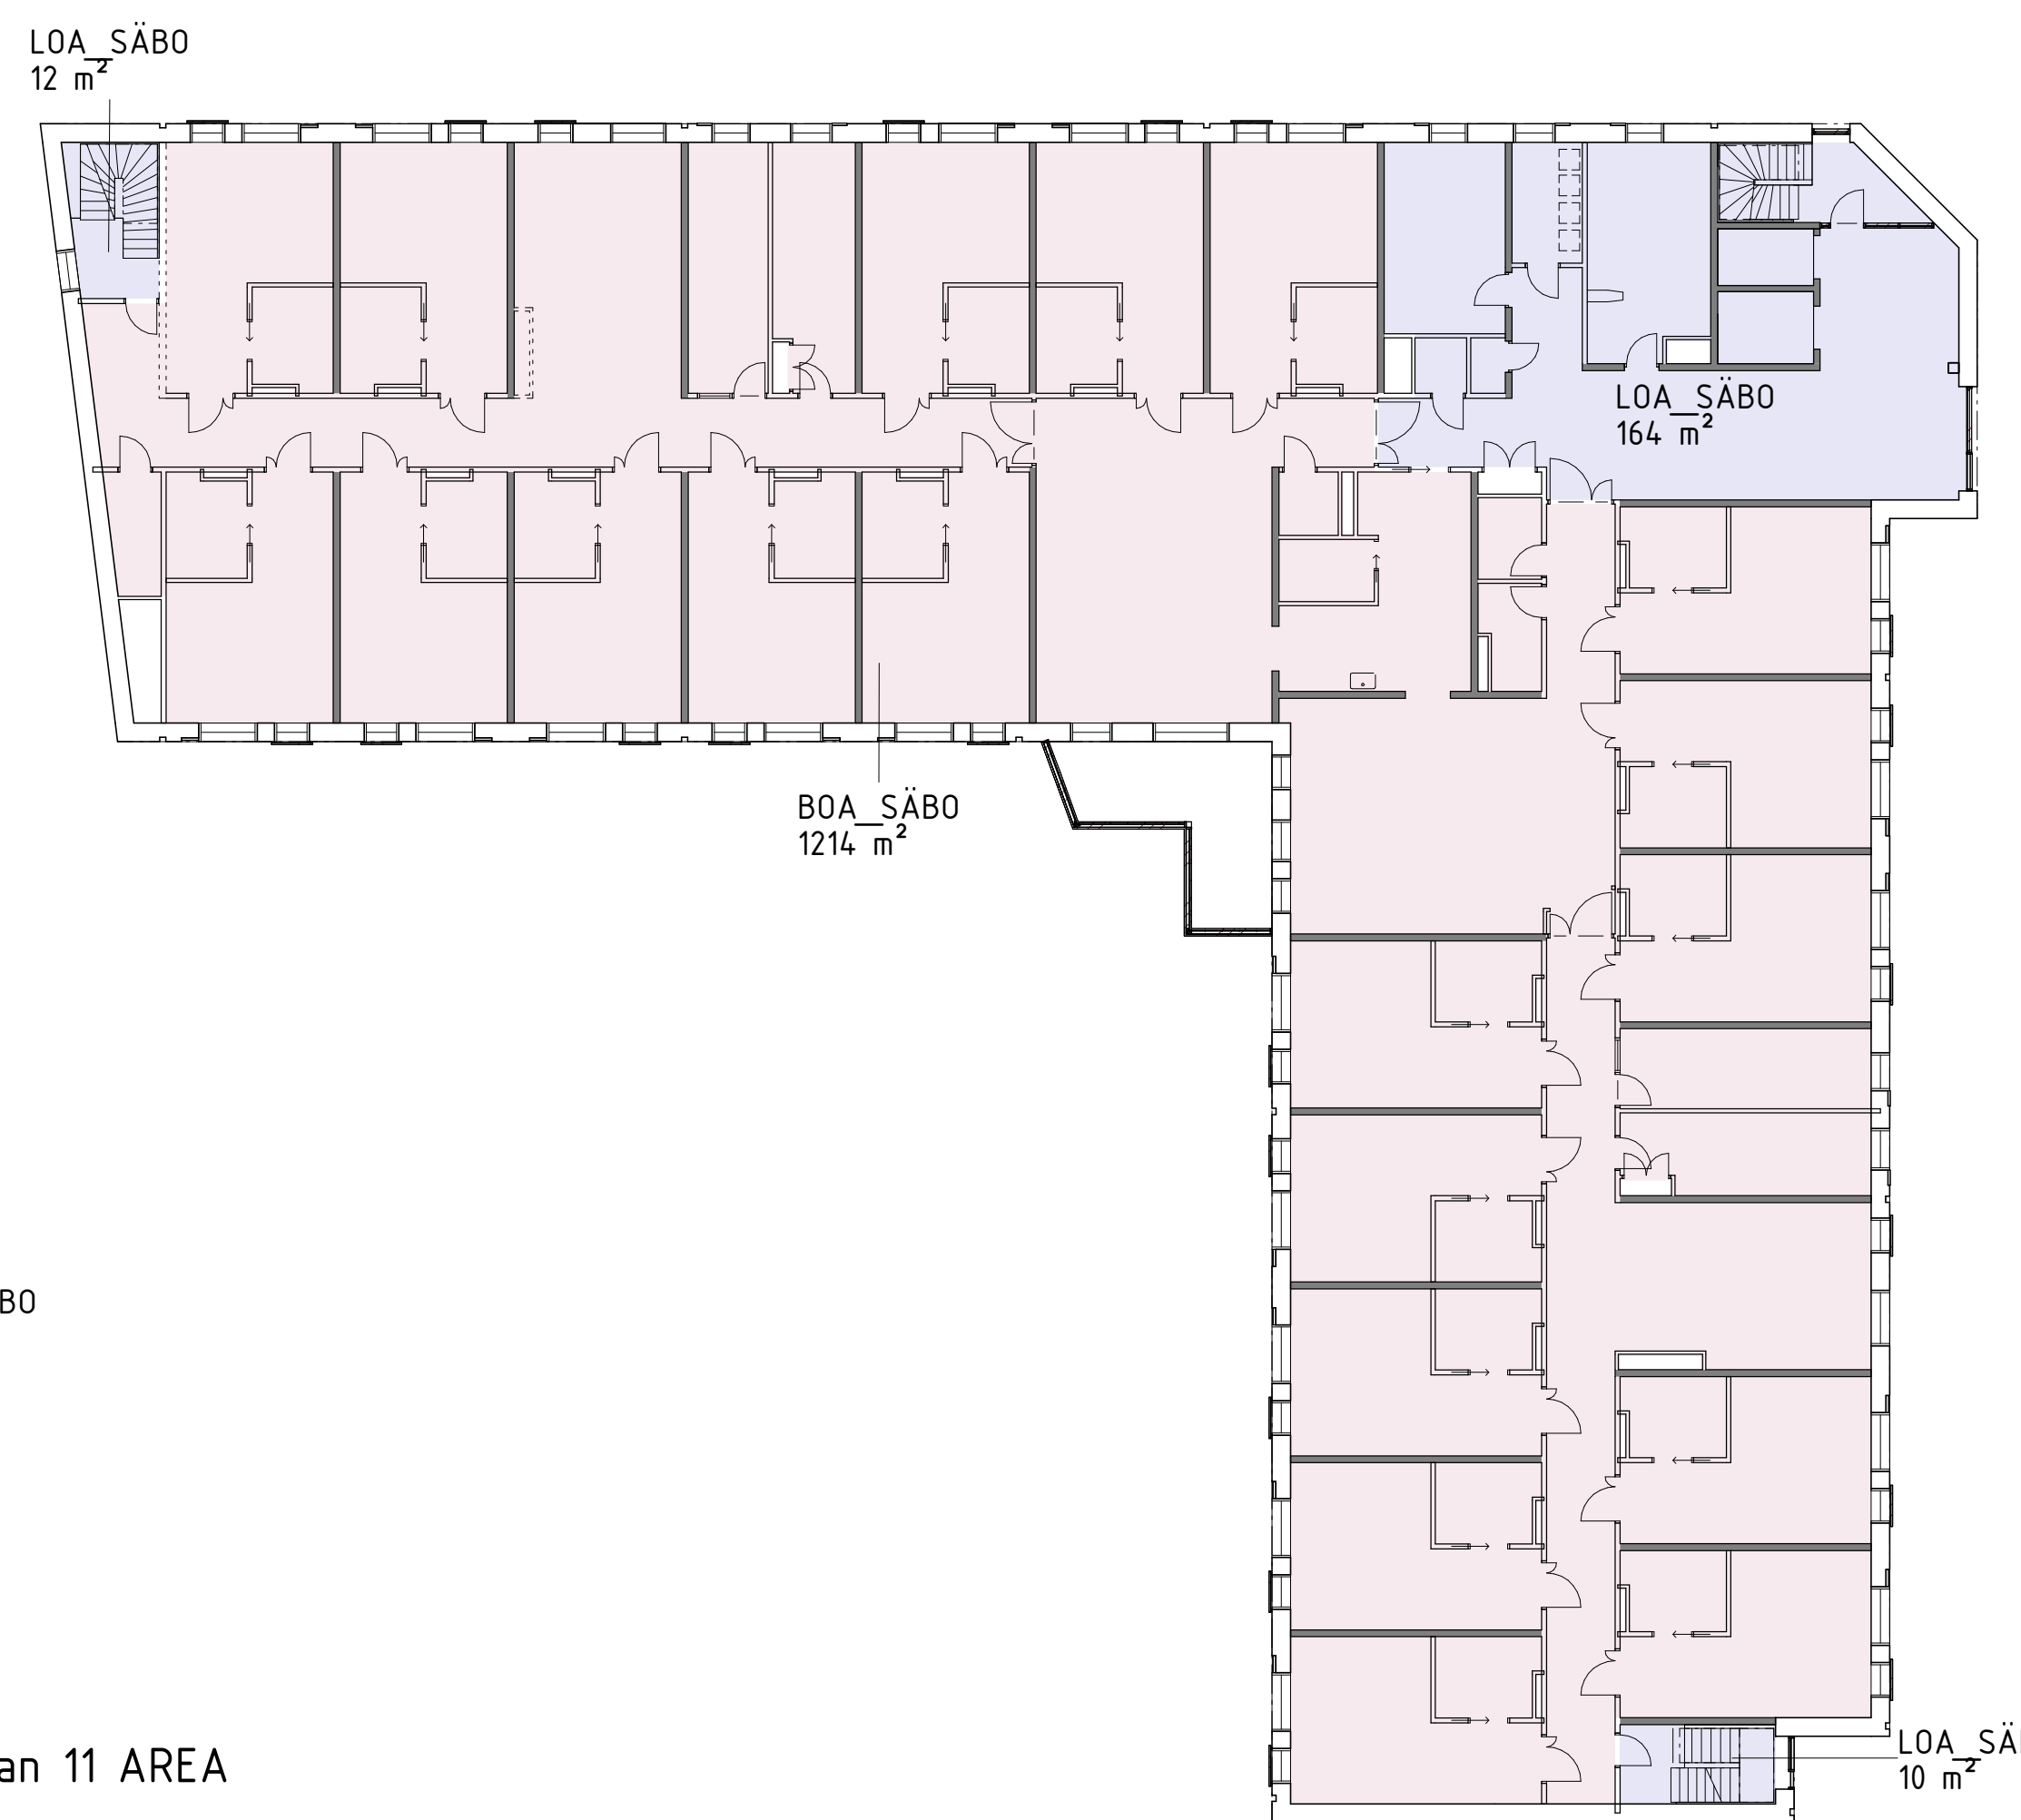 LOA_SÄBO
12 m²
LOA_SÄBO
164 m²
BOA_SÄBO
1214 m²
BO
an 11 AREA
LOA_SÄ
10 m²